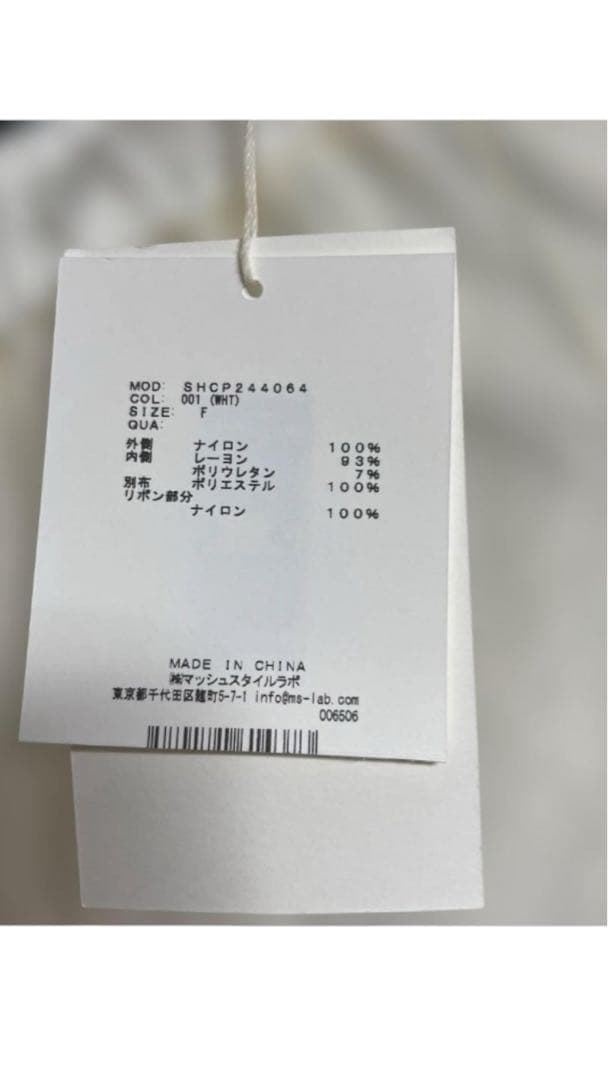 MOD: SHCP244064
COL: 001 (WHT)
SIZE: F
QUA:
外側 ナイロン 100%
内側 レーヨン 93%
ポリウレタン 7%
別布 ポリエステル 100%
リボン部分
ナイロン 100%
MADE IN CHINA
㈱マッシュスタイルラボ
東京都千代田区麹町5-7-1 info@ms-lab.com
006506